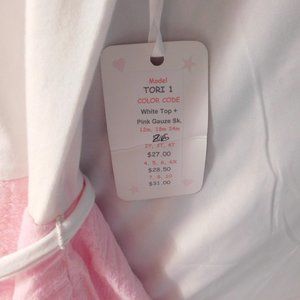 Model
TORI 1
COLOR CODE
White Top +
Pink Gauze Sk.
12m, 18m 24m
2T, 3T, 4T
$27.00
4, 5, 6, 6X
$28.50
7, 8, 10
$31.00